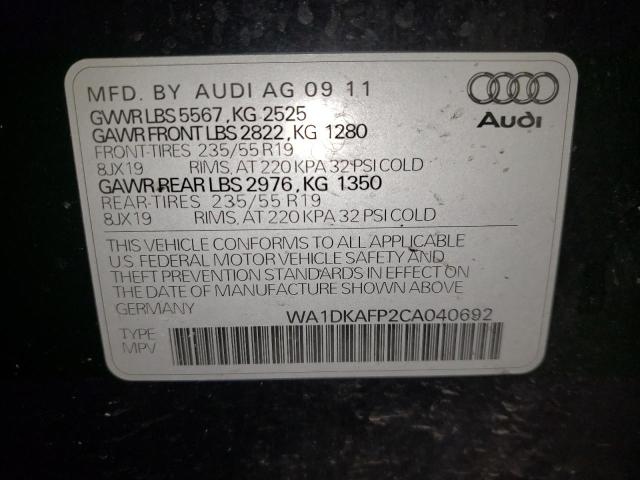 MFD. BY AUDI AG 09 11
Audi
GVWR LBS 5567, KG 2525
GAWR FRONT LBS 2822, KG 1280
FRONT-TIRES 235/55 R19
8JX19 RIMS, AT 220 KPA 32 PSI COLD
GAWR REAR LBS 2976, KG 1350
REAR-TIRES 235/55 R19
8JX19 RIMS, AT 220 KPA 32 PSI COLD
THIS VEHICLE CONFORMS TO ALL APPLICABLE
U.S. FEDERAL MOTOR VEHICLE SAFETY AND
THEFT PREVENTION STANDARDS IN EFFECT ON
THE DATE OF MANUFACTURE SHOWN ABOVE
GERMANY WA1DKAFP2CA040692
TYPE
MPV